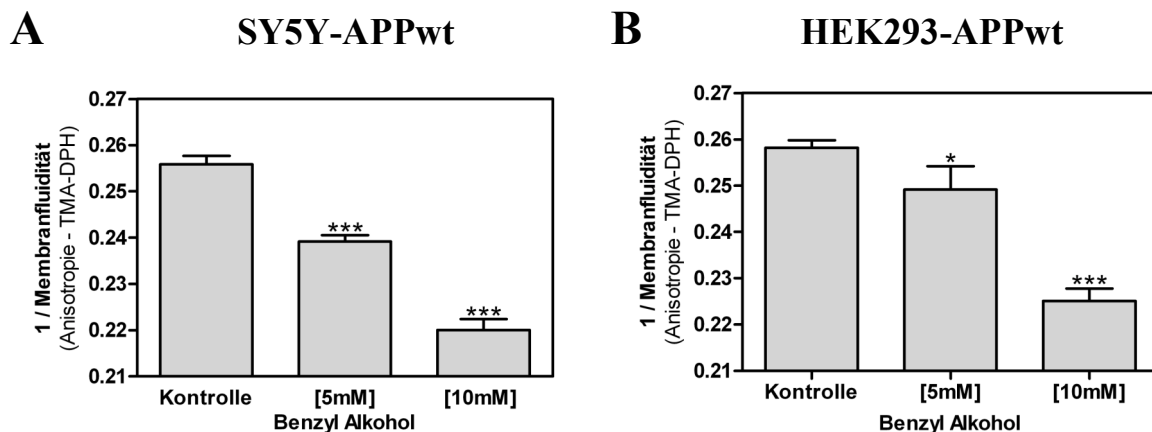 A
SY5Y-APPwt
1 / Membranfluidität
(Anisotropie - TMA-DPH)
0.27
0.26
0.25
0.24
0.23
0.22
0.21
***
***
Kontrolle
[5mM]
[10mM]
Benzyl Alkohol
B
HEK293-APPwt
1 / Membranfluidität
(Anisotropie - TMA-DPH)
0.27
0.26
0.25
0.24
0.23
0.22
0.21
*
***
Kontrolle
[5mM]
[10mM]
Benzyl Alkohol